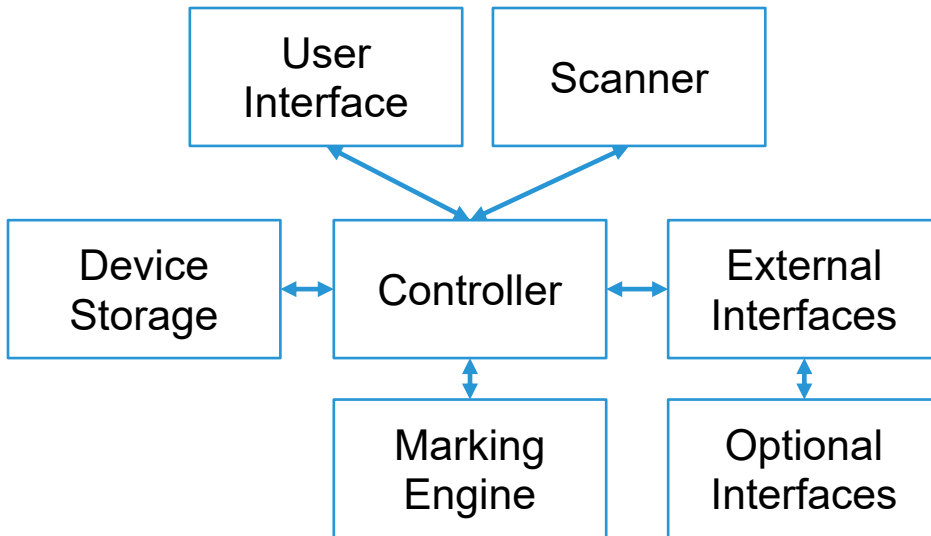 User
Interface
Scanner
Device
Storage
Controller
External
Interfaces
Marking
Engine
Optional
Interfaces